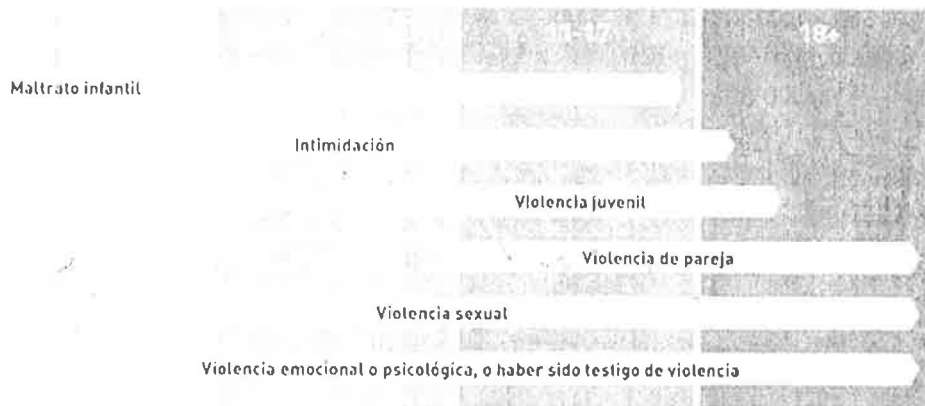 18+
Maltrato infantil
Intimidación
Violencia juvenil
Violencia de pareja
Violencia sexual
Violencia emocional o psicológica, o haber sido testigo de violencia